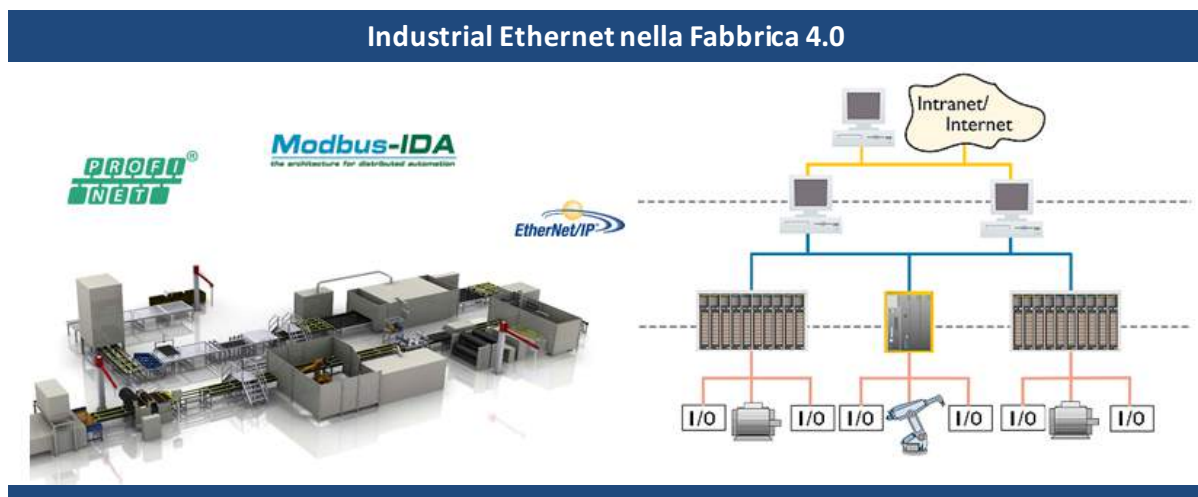 Industrial Ethernet nella Fabbrica 4.0
PROFI®
NET
Modbus-IDA
the architecture for distributed automation
EtherNet/IP
Intranet/
Internet
I/O
I/O
I/O
I/O
I/O
I/O